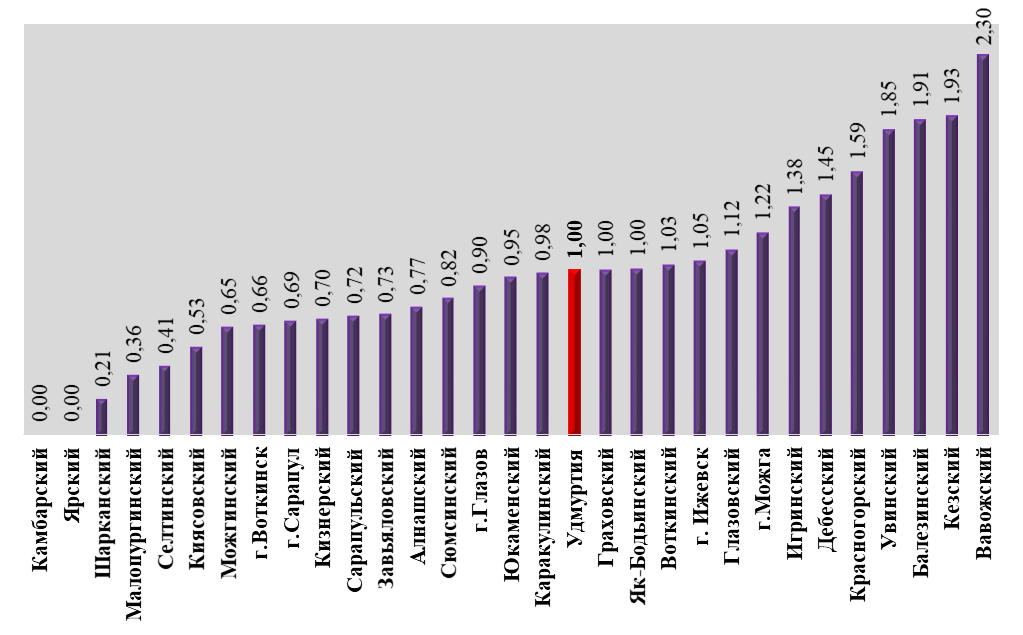 0,00
0,00
0,21
0,36
0,41
0,53
0,65
0,66
0,69
0,70
0,72
0,73
0,77
0,82
0,90
0,95
0,98
1,00
1,00
1,00
1,03
1,05
1,12
1,22
1,38
1,45
1,59
1,85
1,91
1,93
2,30
Камбарский
Ярский
Шарканский
Малопургинский
Селтинский
Киясовский
Можгинский
г.Воткинск
г.Сарапул
Кизнерский
Сарапульский
Завьяловский
Алнашский
Сюмсинский
г.Глазов
Юкаменский
Каракулинский
Удмуртия
Граховский
Як-Бодьинский
Воткинский
г. Ижевск
Глазовский
г.Можга
Игринский
Дебесский
Красногорский
Увинский
Балезинский
Кезский
Вавожский